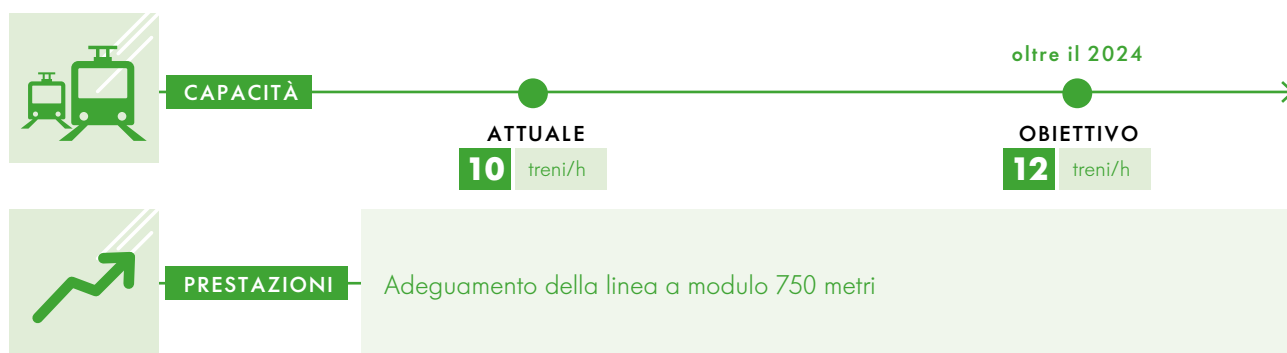 oltre il 2024
CAPACITÀ
ATTUALE
OBIETTIVO
10 treni/h
12 treni/h
PRESTAZIONI
Adeguamento della linea a modulo 750 metri